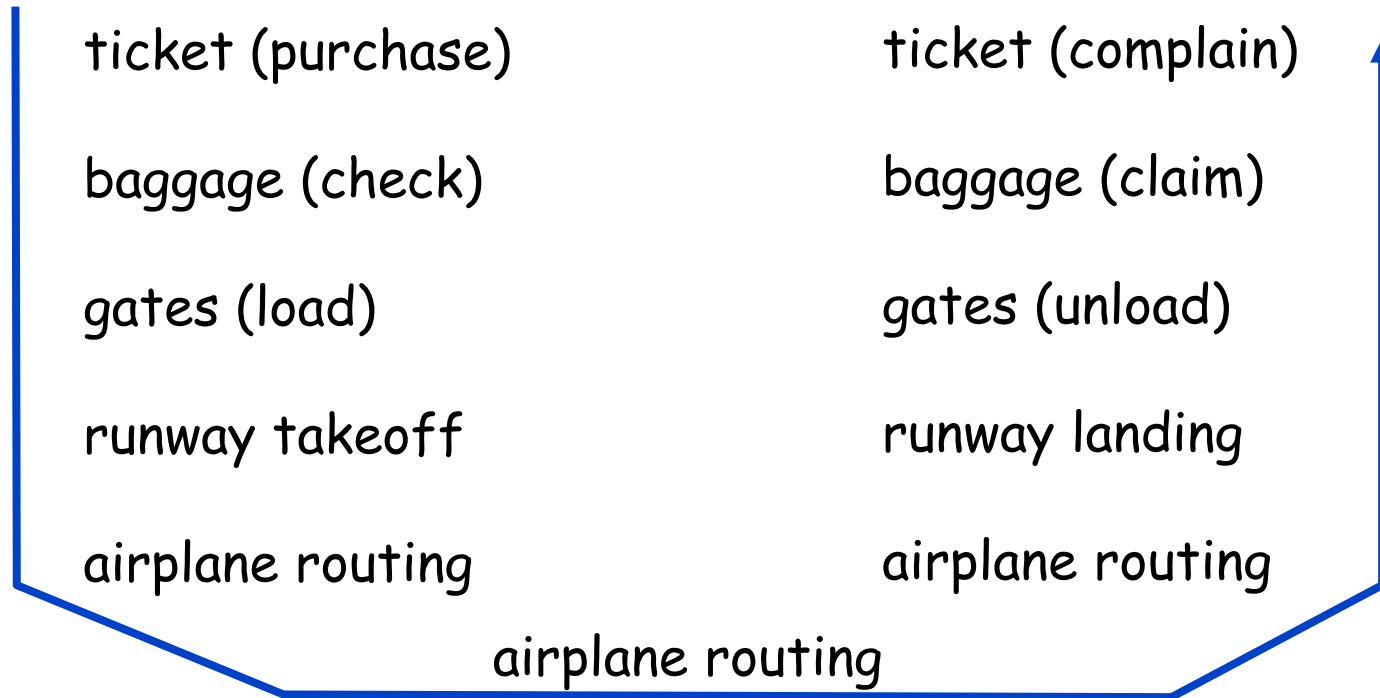 ticket (purchase)
baggage (check)
gates (load)
runway takeoff
airplane routing
airplane routing
ticket (complain)
baggage (claim)
gates (unload)
runway landing
airplane routing